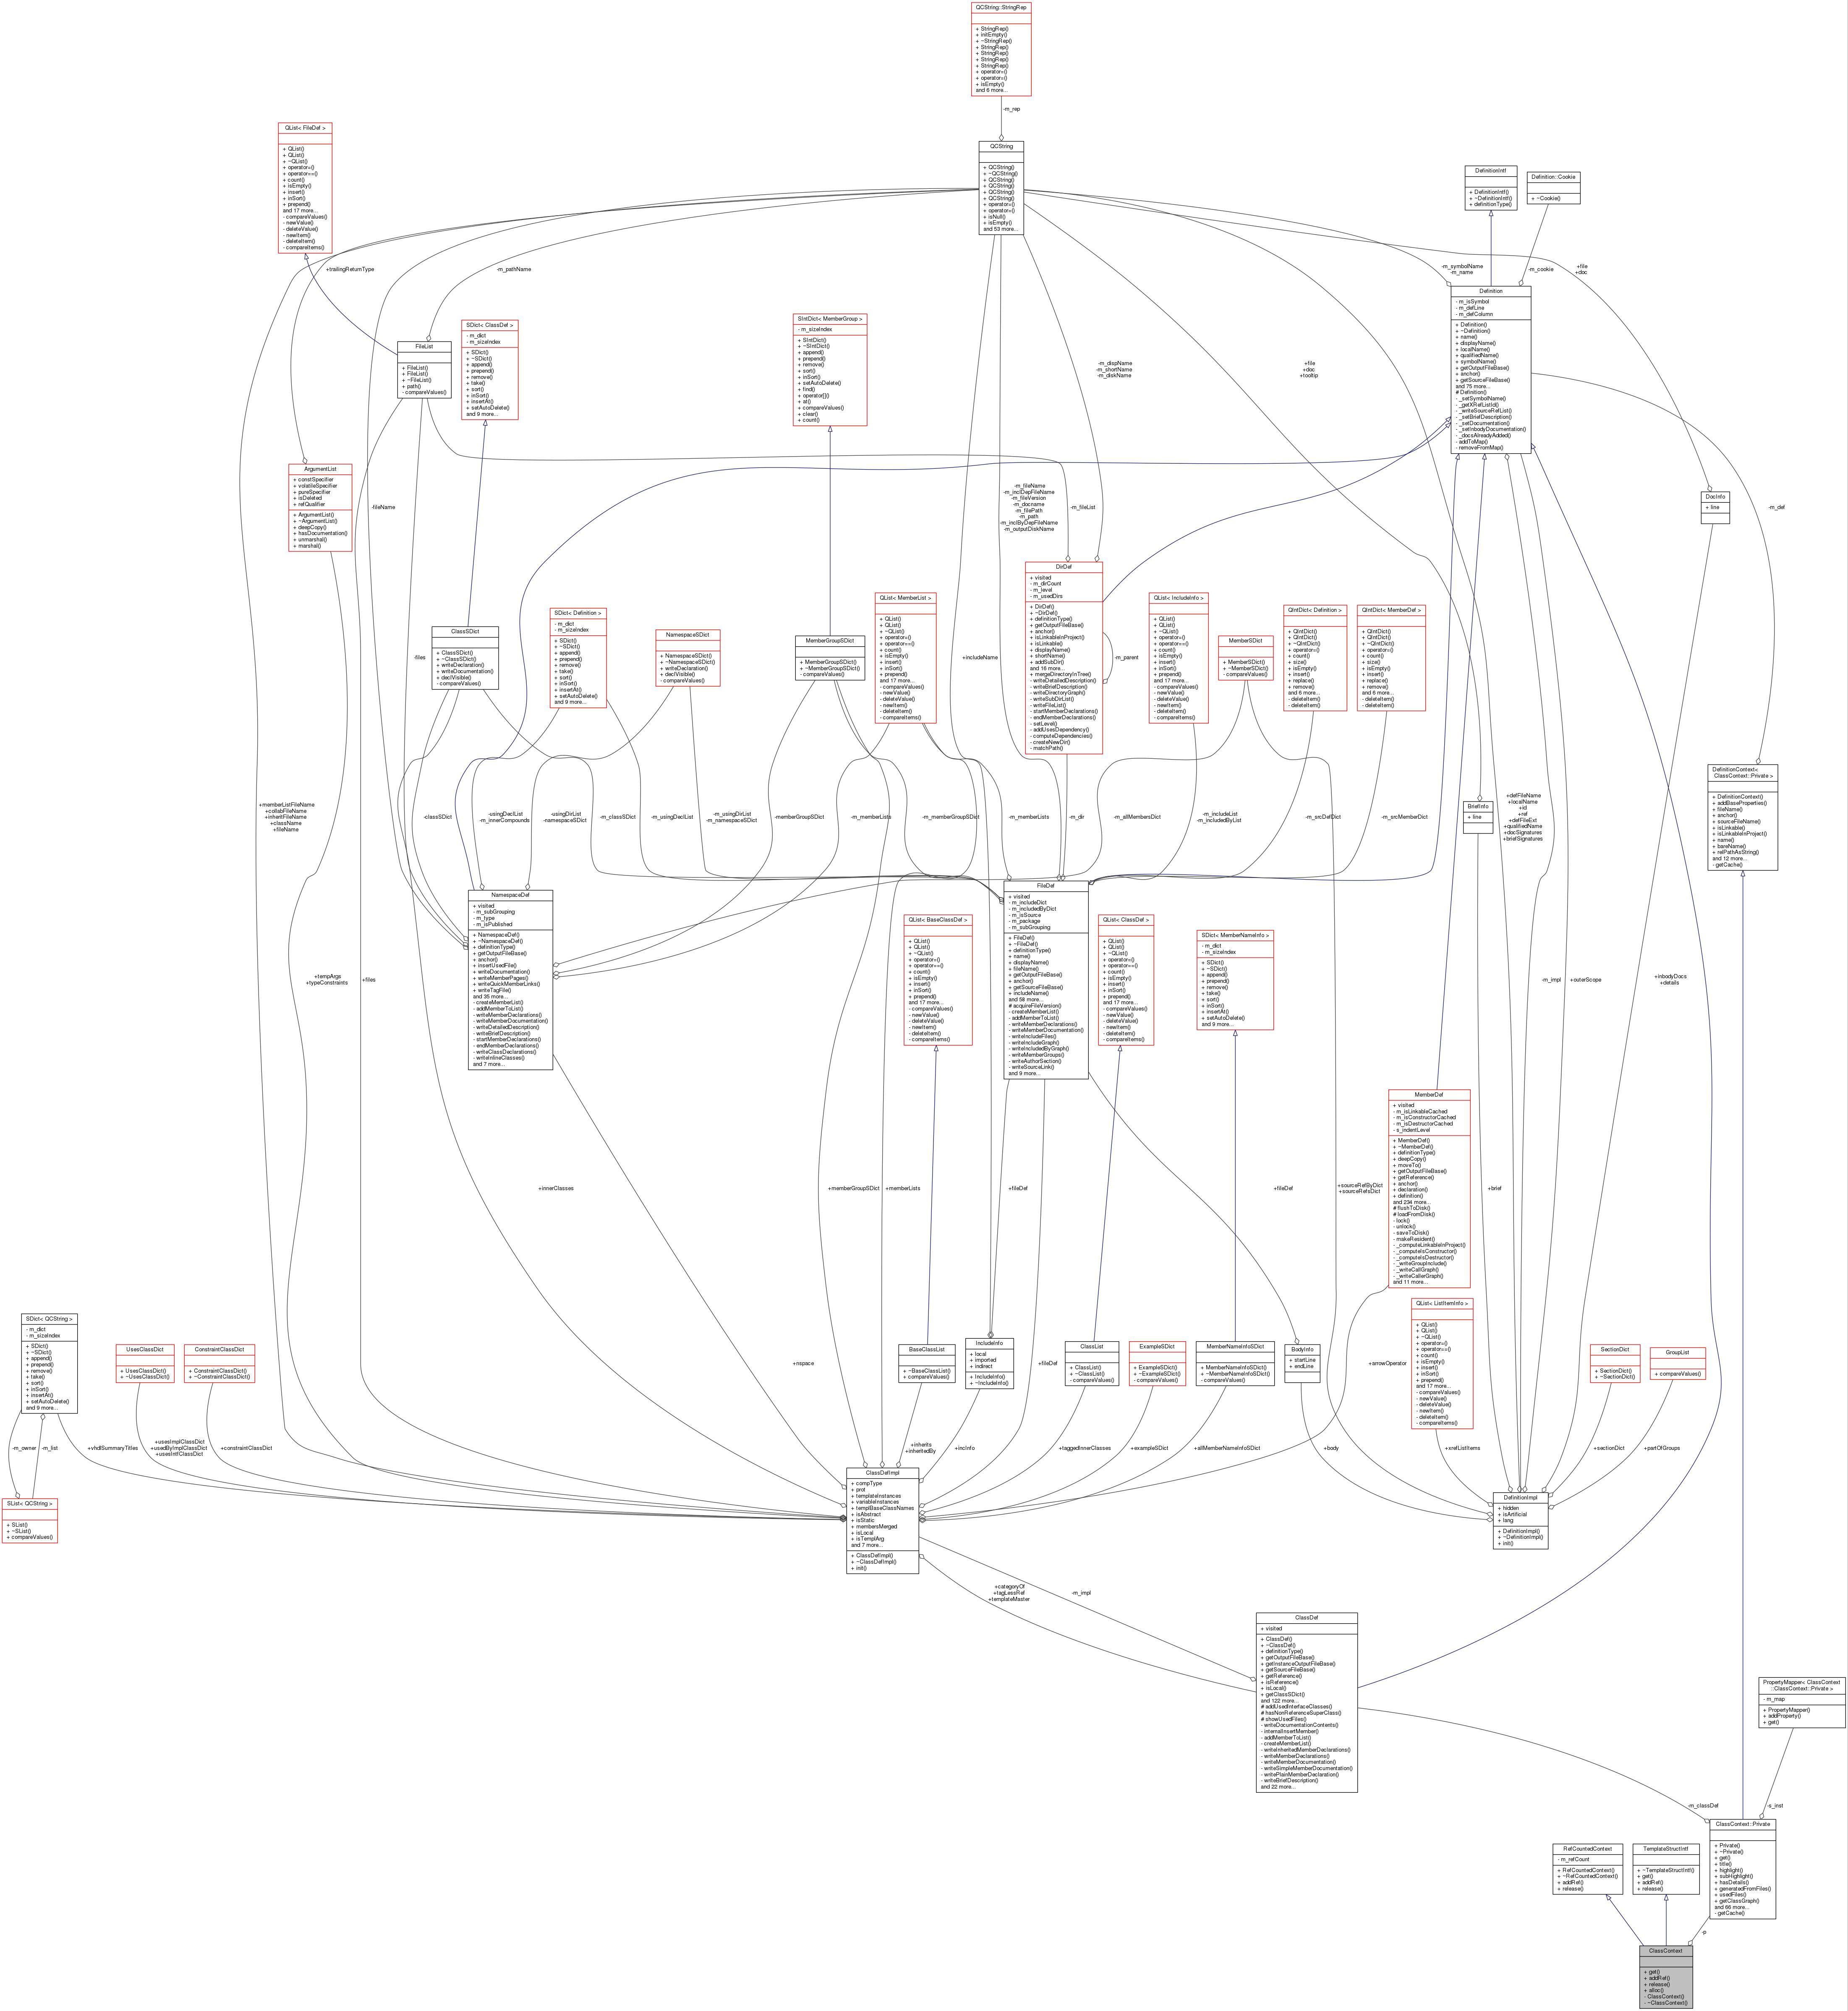 QCString::StringRep
+ StringRep()
+ initEmpty()
+ ~StringRep()
+ StringRep()
+ StringRep()
+ StringRep()
+ StringRep()
+ operator=()
+ operator=()
+ isEmpty()
and 6 more...
-m_rep
QCString
+ QCString()
+ ~QCString()
+ QCString()
+ QCString()
+ QCString()
+ QCString()
+ operator=()
+ operator=()
+ isNull()
+ isEmpty()
and 53 more...
QList< FileDef >
+ QList()
+ QList()
+ ~QList()
+ operator=()
+ operator==()
+ count()
+ isEmpty()
+ insert()
+ inSort()
+ prepend()
and 17 more...
- compareValues()
- newValue()
- deleteValue()
- newItem()
- deleteItem()
- compareItems()
DefinitionIntf
+ DefinitionIntf()
+ ~DefinitionIntf()
+ definitionType()
Definition::Cookie
+ ~Cookie()
+trailingReturnType
-m_pathName
-m_symbolName
-m_name
-m_cookie
+file
+doc
Definition
- m_isSymbol
- m_defLine
- m_defColumn
+ Definition()
+ ~Definition()
+ name()
+ displayName()
+ localName()
+ qualifiedName()
+ symbolName()
+ getOutputFileBase()
+ anchor()
+ getSourceFileBase()
and 75 more...
# Definition()
- _setSymbolName()
- _getXRefListId()
- _writeSourceRefList()
- _setBriefDescription()
- _setDocumentation()
- _setInbodyDocumentation()
- _docsAlreadyAdded()
- addToMap()
- removeFromMap()
FileList
+ FileList()
+ FileList()
+ ~FileList()
+ path()
- compareValues()
SDict< ClassDef >
- m_dict
- m_sizeIndex
+ SDict()
+ ~SDict()
+ append()
+ prepend()
+ remove()
+ take()
+ sort()
+ inSort()
+ insertAt()
+ setAutoDelete()
and 9 more...
SIntDict< MemberGroup >
- m_sizeIndex
+ SIntDict()
+ ~SIntDict()
+ append()
+ prepend()
+ remove()
+ sort()
+ inSort()
+ setAutoDelete()
+ find()
+ operator[]()
+ at()
+ compareValues()
+ clear()
+ count()
-m_dispName
-m_shortName
-m_diskName
+file
+doc
+tooltip
ArgumentList
+ constSpecifier
+ volatileSpecifier
+ pureSpecifier
+ isDeleted
+ refQualifier
+ ArgumentList()
+ ~ArgumentList()
+ deepCopy()
+ hasDocumentation()
+ unmarshal()
+ marshal()
-fileName
-m_fileName
-m_inclDepFileName
-m_fileVersion
-m_docname
-m_filePath
-m_path
-m_inclByDepFileName
-m_outputDiskName
-m_fileList
DocInfo
+ line
-m_def
DirDef
+ visited
- m_dirCount
- m_level
- m_usedDirs
+ DirDef()
+ ~DirDef()
+ definitionType()
+ getOutputFileBase()
+ anchor()
+ isLinkableInProject()
+ isLinkable()
+ displayName()
+ shortName()
+ addSubDir()
and 16 more...
+ mergeDirectoryInTree()
- writeDetailedDescription()
- writeBriefDescription()
- writeDirectoryGraph()
- writeSubDirList()
- writeFileList()
- startMemberDeclarations()
- endMemberDeclarations()
- setLevel()
- addUsesDependency()
- computeDependencies()
- createNewDir()
- matchPath()
-m_parent
-files
ClassSDict
+ ClassSDict()
+ ~ClassSDict()
+ writeDeclaration()
+ writeDocumentation()
+ declVisible()
- compareValues()
SDict< Definition >
- m_dict
- m_sizeIndex
+ SDict()
+ ~SDict()
+ append()
+ prepend()
+ remove()
+ take()
+ sort()
+ inSort()
+ insertAt()
+ setAutoDelete()
and 9 more...
NamespaceSDict
+ NamespaceSDict()
+ ~NamespaceSDict()
+ writeDeclaration()
+ declVisible()
- compareValues()
MemberGroupSDict
+ MemberGroupSDict()
+ ~MemberGroupSDict()
- compareValues()
QList< MemberList >
+ QList()
+ QList()
+ ~QList()
+ operator=()
+ operator==()
+ count()
+ isEmpty()
+ insert()
+ inSort()
+ prepend()
and 17 more...
- compareValues()
- newValue()
- deleteValue()
- newItem()
- deleteItem()
- compareItems()
+includeName
QList< IncludeInfo >
+ QList()
+ QList()
+ ~QList()
+ operator=()
+ operator==()
+ count()
+ isEmpty()
+ insert()
+ inSort()
+ prepend()
and 17 more...
- compareValues()
- newValue()
- deleteValue()
- newItem()
- deleteItem()
- compareItems()
MemberSDict
+ MemberSDict()
+ ~MemberSDict()
- compareValues()
QIntDict< Definition >
+ QIntDict()
+ QIntDict()
+ ~QIntDict()
+ operator=()
+ count()
+ size()
+ isEmpty()
+ insert()
+ replace()
+ remove()
and 6 more...
- deleteItem()
- deleteItem()
QIntDict< MemberDef >
+ QIntDict()
+ QIntDict()
+ ~QIntDict()
+ operator=()
+ count()
+ size()
+ isEmpty()
+ insert()
+ replace()
+ remove()
and 6 more...
- deleteItem()
- deleteItem()
DefinitionContext<
ClassContext::Private >
+ DefinitionContext()
+ addBaseProperties()
+ fileName()
+ anchor()
+ sourceFileName()
+ isLinkable()
+ isLinkableInProject()
+ name()
+ bareName()
+ relPathAsString()
and 12 more...
- getCache()
+memberListFileName
+collabFileName
+inheritFileName
+className
+fileName
-classSDict
-usingDeclList
-m_innerCompounds
-usingDirList
-namespaceSDict
-m_classSDict
-m_usingDeclList
-m_usingDirList
-m_namespaceSDict
-memberGroupSDict
-m_memberLists
-m_memberGroupSDict
-m_memberLists
-m_dir
-m_allMembersDict
-m_includeList
-m_includedByList
-m_srcDefDict
-m_srcMemberDict
BriefInfo
+ line
+defFileName
+localName
+id
+ref
+defFileExt
+qualifiedName
+docSignatures
+briefSignatures
NamespaceDef
+ visited
- m_subGrouping
- m_type
- m_isPublished
+ NamespaceDef()
+ ~NamespaceDef()
+ definitionType()
+ getOutputFileBase()
+ anchor()
+ insertUsedFile()
+ writeDocumentation()
+ writeMemberPages()
+ writeQuickMemberLinks()
+ writeTagFile()
and 35 more...
- createMemberList()
- addMemberToList()
- writeMemberDeclarations()
- writeMemberDocumentation()
- writeDetailedDescription()
- writeBriefDescription()
- startMemberDeclarations()
- endMemberDeclarations()
- writeClassDeclarations()
- writeInlineClasses()
and 7 more...
FileDef
+ visited
- m_includeDict
- m_includedByDict
- m_isSource
- m_package
- m_subGrouping
+ FileDef()
+ ~FileDef()
+ definitionType()
+ name()
+ displayName()
+ fileName()
+ getOutputFileBase()
+ anchor()
+ getSourceFileBase()
+ includeName()
and 58 more...
# acquireFileVersion()
- createMemberList()
- addMemberToList()
- writeMemberDeclarations()
- writeMemberDocumentation()
- writeIncludeFiles()
- writeIncludeGraph()
- writeIncludedByGraph()
- writeMemberGroups()
- writeAuthorSection()
- writeSourceLink()
and 9 more...
QList< BaseClassDef >
+ QList()
+ QList()
+ ~QList()
+ operator=()
+ operator==()
+ count()
+ isEmpty()
+ insert()
+ inSort()
+ prepend()
and 17 more...
- compareValues()
- newValue()
- deleteValue()
- newItem()
- deleteItem()
- compareItems()
QList< ClassDef >
+ QList()
+ QList()
+ ~QList()
+ operator=()
+ operator==()
+ count()
+ isEmpty()
+ insert()
+ inSort()
+ prepend()
and 17 more...
- compareValues()
- newValue()
- deleteValue()
- newItem()
- deleteItem()
- compareItems()
SDict< MemberNameInfo >
- m_dict
- m_sizeIndex
+ SDict()
+ ~SDict()
+ append()
+ prepend()
+ remove()
+ take()
+ sort()
+ inSort()
+ insertAt()
+ setAutoDelete()
and 9 more...
+tempArgs
+typeConstraints
+files
-m_impl
+outerScope
+inbodyDocs
+details
MemberDef
+ visited
- m_isLinkableCached
- m_isConstructorCached
- m_isDestructorCached
- s_indentLevel
+ MemberDef()
+ ~MemberDef()
+ definitionType()
+ deepCopy()
+ moveTo()
+ getOutputFileBase()
+ getReference()
+ anchor()
+ declaration()
+ definition()
and 234 more...
# flushToDisk()
# loadFromDisk()
- lock()
- unlock()
- saveToDisk()
- makeResident()
- _computeLinkableInProject()
- _computeIsConstructor()
- _computeIsDestructor()
- _writeGroupInclude()
- _writeCallGraph()
- _writeCallerGraph()
and 11 more...
+innerClasses
+memberGroupSDict
+memberLists
+fileDef
+fileDef
+sourceRefByDict
+sourceRefsDict
+brief
SDict< QCString >
- m_dict
- m_sizeIndex
+ SDict()
+ ~SDict()
+ append()
+ prepend()
+ remove()
+ take()
+ sort()
+ inSort()
+ insertAt()
+ setAutoDelete()
and 9 more...
UsesClassDict
+ UsesClassDict()
+ ~UsesClassDict()
ConstraintClassDict
+ ConstraintClassDict()
+ ~ConstraintClassDict()
+nspace
BaseClassList
+ ~BaseClassList()
+ compareValues()
IncludeInfo
+ local
+ imported
+ indirect
+ IncludeInfo()
+ ~IncludeInfo()
+fileDef
ClassList
+ ClassList()
+ ~ClassList()
- compareValues()
ExampleSDict
+ ExampleSDict()
+ ~ExampleSDict()
- compareValues()
MemberNameInfoSDict
+ MemberNameInfoSDict()
+ ~MemberNameInfoSDict()
- compareValues()
BodyInfo
+ startLine
+ endLine
+arrowOperator
QList< ListItemInfo >
+ QList()
+ QList()
+ ~QList()
+ operator=()
+ operator==()
+ count()
+ isEmpty()
+ insert()
+ inSort()
+ prepend()
and 17 more...
- compareValues()
- newValue()
- deleteValue()
- newItem()
- deleteItem()
- compareItems()
SectionDict
+ SectionDict()
+ ~SectionDict()
GroupList
+ compareValues()
-m_owner
-m_list
+vhdlSummaryTitles
+usesImplClassDict
+usedByImplClassDict
+usesIntfClassDict
+constraintClassDict
+inherits
+inheritedBy
+incInfo
+taggedInnerClasses
+exampleSDict
+allMemberNameInfoSDict
+body
+xrefListItems
+sectionDict
+partOfGroups
SList< QCString >
+ SList()
+ ~SList()
+ compareValues()
ClassDefImpl
+ compType
+ prot
+ templateInstances
+ variableInstances
+ templBaseClassNames
+ isAbstract
+ isStatic
+ membersMerged
+ isLocal
+ isTemplArg
and 7 more...
+ ClassDefImpl()
+ ~ClassDefImpl()
+ init()
DefinitionImpl
+ hidden
+ isArtificial
+ lang
+ DefinitionImpl()
+ ~DefinitionImpl()
+ init()
+categoryOf
+tagLessRef
+templateMaster
-m_impl
ClassDef
+ visited
+ ClassDef()
+ ~ClassDef()
+ definitionType()
+ getOutputFileBase()
+ getInstanceOutputFileBase()
+ getSourceFileBase()
+ getReference()
+ isReference()
+ isLocal()
+ getClassSDict()
and 122 more...
# addUsedInterfaceClasses()
# hasNonReferenceSuperClass()
# showUsedFiles()
- writeDocumentationContents()
- internalInsertMember()
- addMemberToList()
- createMemberList()
- writeInheritedMemberDeclarations()
- writeMemberDeclarations()
- writeMemberDocumentation()
- writeSimpleMemberDocumentation()
- writePlainMemberDeclaration()
- writeBriefDescription()
and 22 more...
PropertyMapper< ClassContext
::ClassContext::Private >
- m_map
+ PropertyMapper()
+ addProperty()
+ get()
-m_classDef
-s_inst
ClassContext::Private
+ Private()
+ ~Private()
+ get()
+ title()
+ highlight()
+ subHighlight()
+ hasDetails()
+ generatedFromFiles()
+ usedFiles()
+ getClassGraph()
and 66 more...
- getCache()
RefCountedContext
- m_refCount
+ RefCountedContext()
+ ~RefCountedContext()
+ addRef()
+ release()
TemplateStructIntf
+ ~TemplateStructIntf()
+ get()
+ addRef()
+ release()
-p
ClassContext
+ get()
+ addRef()
+ release()
+ alloc()
- ClassContext()
- ~ClassContext()